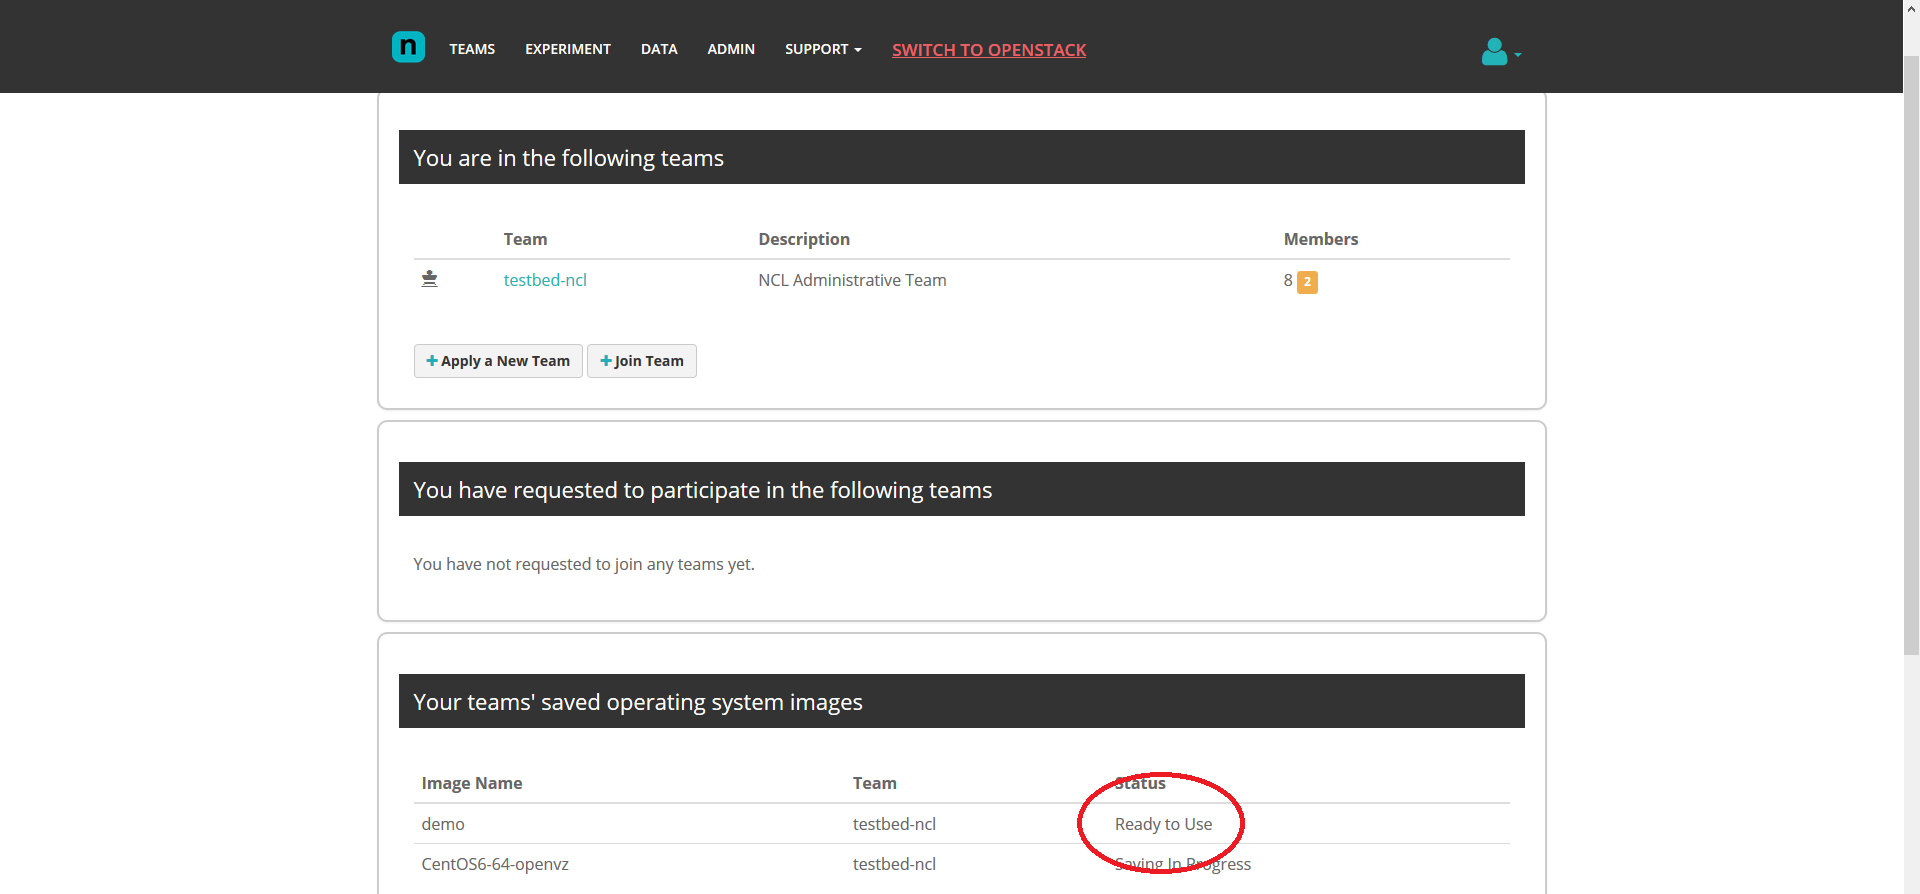 n TEAMS EXPERIMENT DATA ADMIN SUPPORT SWITCH TO OPENSTACK
You are in the following teams
Team Description Members
testbed-ncl NCL Administrative Team 8 2
Apply a New Team Join Team
You have requested to participate in the following teams
You have not requested to join any teams yet.
Your teams' saved operating system images
Image Name Team Status
demo testbed-ncl Ready to Use
CentOS6-64-openvz testbed-ncl Saving In Progress